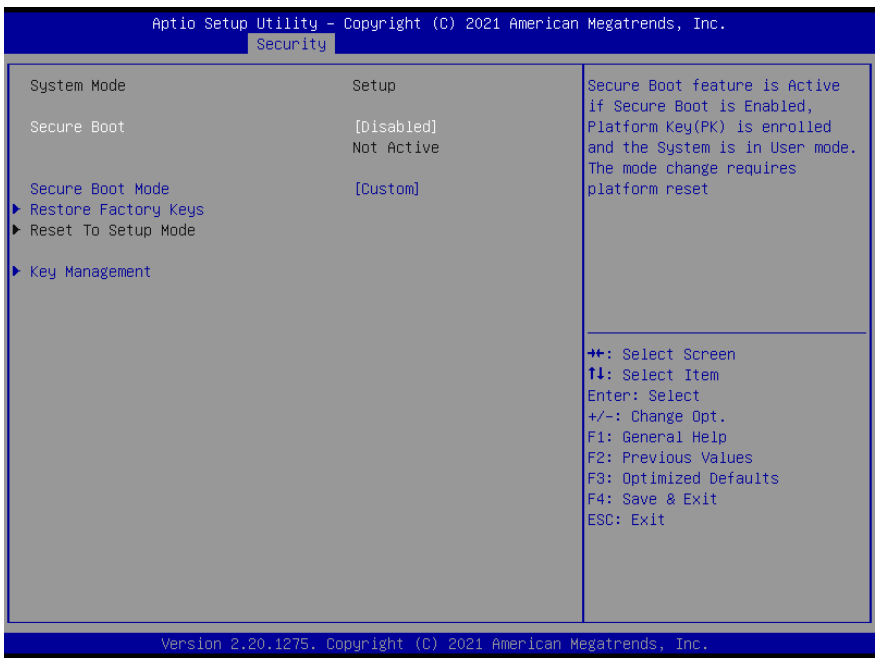 Aptio Setup Utility – Copyright (C) 2021 American Megatrends, Inc.
Security
System Mode Setup
Secure Boot [Disabled]
Not Active
Secure Boot Mode [Custom]
Restore Factory Keys
Reset To Setup Mode
Key Management
Secure Boot feature is Active
if Secure Boot is Enabled,
Platform Key(PK) is enrolled
and the System is in User mode.
The mode change requires
platform reset
→←: Select Screen
↑↓: Select Item
Enter: Select
+/-: Change Opt.
F1: General Help
F2: Previous Values
F3: Optimized Defaults
F4: Save & Exit
ESC: Exit
Version 2.20.1275. Copyright (C) 2021 American Megatrends, Inc.